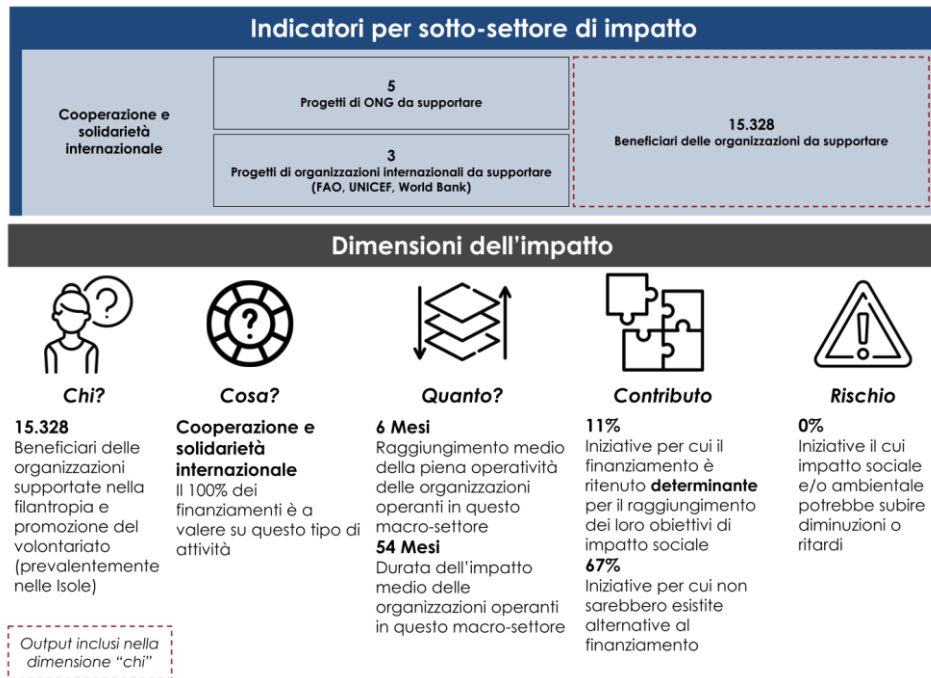 Indicatori per sotto-settore di impatto
Cooperazione e
solidarietà
internazionale
5
Progetti di ONG da supportare
3
Progetti di organizzazioni internazionali da supportare
(FAO, UNICEF, World Bank)
15.328
Beneficiari delle organizzazioni da supportare
Dimensioni dell'impatto
Chi?
15.328
Beneficiari delle
organizzazioni
supportate nella
filantropia e
promozione del
volontariato
(prevalentemente
nelle Isole)
Cosa?
Cooperazione e
solidarietà
internazionale
Il 100% dei
finanziamenti è a
valere su questo tipo di
attività
Quanto?
6 Mesi
Raggiungimento medio
della piena operatività
delle organizzazioni
operanti in questo
macro-settore
54 Mesi
Durata dell'impatto
medio delle
organizzazioni operanti
in questo macro-settore
Contributo
11%
Iniziative per cui il
finanziamento è
ritenuto determinante
per il raggiungimento
dei loro obiettivi di
impatto sociale
67%
Iniziative per cui non
sarebbero esistite
alternative al
finanziamento
Rischio
0%
Iniziative il cui
impatto sociale
e/o ambientale
potrebbe subire
diminuzioni o
ritardi
Output inclusi nella
dimensione "chi"